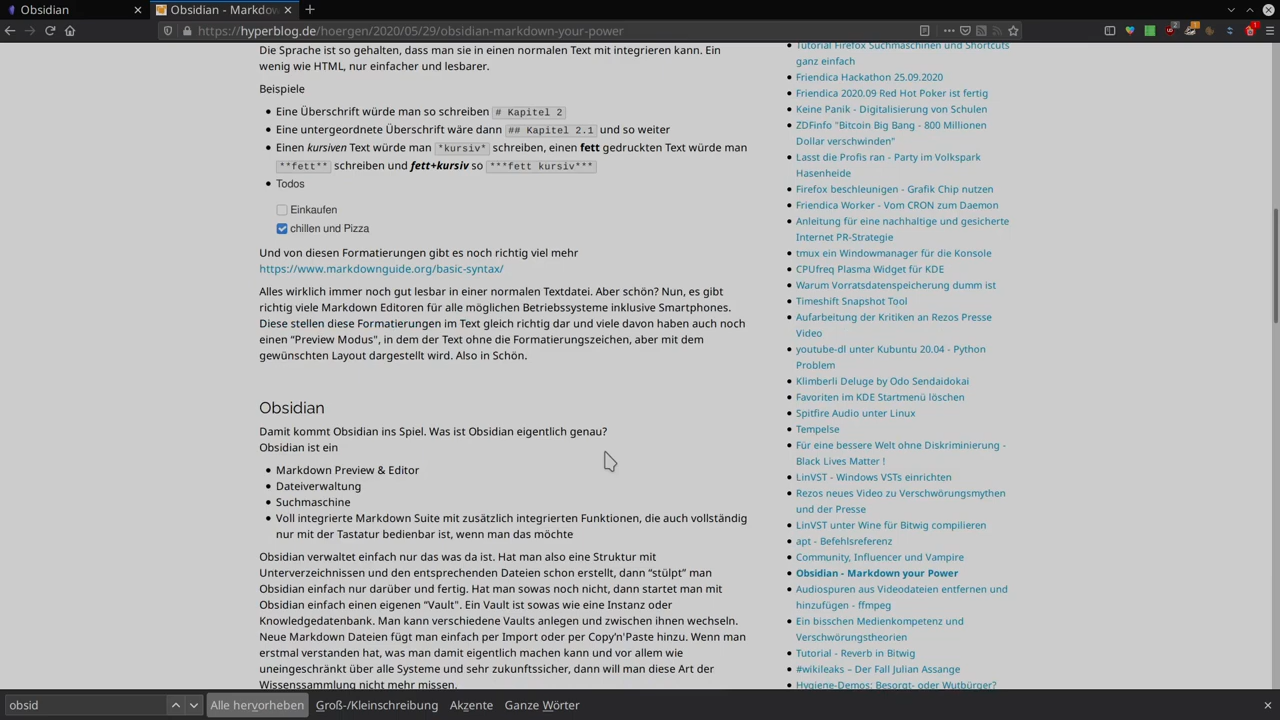 Obsidian
Obsidian - Markdow
https://hyperblog.de/hoergen/2020/05/29/obsidian-markdown-your-power
Die Sprache ist so gehalten, dass man sie in einen normalen Text mit integrieren kann. Ein
wenig wie HTML, nur einfacher und lesbarer.
Beispiele
• Eine Überschrift würde man so schreiben # Kapitel 2
• Eine untergeordnete Überschrift wäre dann ## Kapitel 2.1 und so weiter
• Einen kursiven Text würde man *kursiv* schreiben, einen fett gedruckten Text würde man
**fett** schreiben und fett+kursiv so ***fett kursiv***
• Todos
Einkaufen
chillen und Pizza
Und von diesen Formatierungen gibt es noch richtig viel mehr
https://www.markdownguide.org/basic-syntax/
Alles wirklich immer noch gut lesbar in einer normalen Textdatei. Aber schön? Nun, es gibt
richtig viele Markdown Editoren für alle möglichen Betriebssysteme inklusive Smartphones.
Diese stellen diese Formatierungen im Text gleich richtig dar und viele davon haben auch noch
einen "Preview Modus", in dem der Text ohne die Formatierungszeichen, aber mit dem
gewünschten Layout dargestellt wird. Also in Schön.
Obsidian
Damit kommt Obsidian ins Spiel. Was ist Obsidian eigentlich genau?
Obsidian ist ein
• Markdown Preview & Editor
• Dateiverwaltung
• Suchmaschine
• Voll integrierte Markdown Suite mit zusätzlich integrierten Funktionen, die auch vollständig
nur mit der Tastatur bedienbar ist, wenn man das möchte
Obsidian verwaltet einfach nur das was da ist. Hat man also eine Struktur mit
Unterverzeichnissen und den entsprechenden Dateien schon erstellt, dann “stülpt” man
Obsidian einfach nur darüber und fertig. Hat man sowas noch nicht, dann startet man mit
Obsidian einfach einen eigenen “Vault". Ein Vault ist sowas wie eine Instanz oder
Knowledgedatenbank. Man kann verschiedene Vaults anlegen und zwischen ihnen wechseln.
Neue Markdown Dateien fügt man einfach per Import oder per Copy’n'Paste hinzu. Wenn man
erstmal verstanden hat, was man damit eigentlich machen kann und vor allem wie
uneingeschränkt über alle Systeme und sehr zukunftssicher, dann will man diese Art der
Wissenssammlung nicht mehr missen.
Tutorial Firefox Suchmaschinen und Shortcuts
ganz einfach
• Friendica Hackathon 25.09.2020
• Friendica 2020.09 Red Hot Poker ist fertig
• Keine Panik - Digitalisierung von Schulen
• ZDFinfo "Bitcoin Big Bang - 800 Millionen
Dollar verschwinden"
• Lasst die Profis ran - Party im Volkspark
Hasenheide
• Firefox beschleunigen - Grafik Chip nutzen
• Friendica Worker - Vom CRON zum Daemon
• Anleitung für eine nachhaltige und gesicherte
Internet PR-Strategie
• tmux ein Windowmanager für die Konsole
• CPUfreq Plasma Widget für KDE
• Warum Vorratsdatenspeicherung dumm ist
• Timeshift Snapshot Tool
• Aufarbeitung der Kritiken an Rezos Presse
Video
• youtube-dl unter Kubuntu 20.04 - Python
Problem
• Klimberli Deluge by Odo Sendaidokai
• Favoriten im KDE Startmenü löschen
• Spitfire Audio unter Linux
• Tempelse
• Für eine bessere Welt ohne Diskriminierung -
Black Lives Matter !
• LinVST - Windows VSTs einrichten
• Rezos neues Video zu Verschwörungsmythen
und der Presse
• LinVST unter Wine für Bitwig compilieren
• apt - Befehlsreferenz
• Community, Influencer und Vampire
• Obsidian - Markdown your Power
• Audiospuren aus Videodateien entfernen und
hinzufügen - ffmpeg
• Ein bisschen Medienkompetenz und
Verschwörungstheorien
• Tutorial - Reverb in Bitwig
• #wikileaks – Der Fall Julian Assange
• Hygiene-Demos: Besorgt- oder Wutbürger?
obsid
Alle hervorheben
Groß-/Kleinschreibung
Akzente
Ganze Wörter